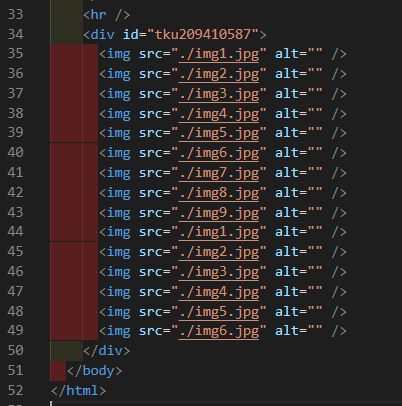 33 <hr />
34 <div id="tku209410587">
35 <img src="./img1.jpg" alt="" />
36 <img src="./img2.jpg" alt="" />
37 <img src="./img3.jpg" alt="" />
38 <img src="./img4.jpg" alt="" />
39 <img src="./img5.jpg" alt="" />
40 <img src="./img6.jpg" alt="" />
41 <img src="./img7.jpg" alt="" />
42 <img src="./img8.jpg" alt="" />
43 <img src="./img9.jpg" alt="" />
44 <img src="./img1.jpg" alt="" />
45 <img src="./img2.jpg" alt="" />
46 <img src="./img3.jpg" alt="" />
47 <img src="./img4.jpg" alt="" />
48 <img src="./img5.jpg" alt="" />
49 <img src="./img6.jpg" alt="" />
50 </div>
51 </body>
52 </html>